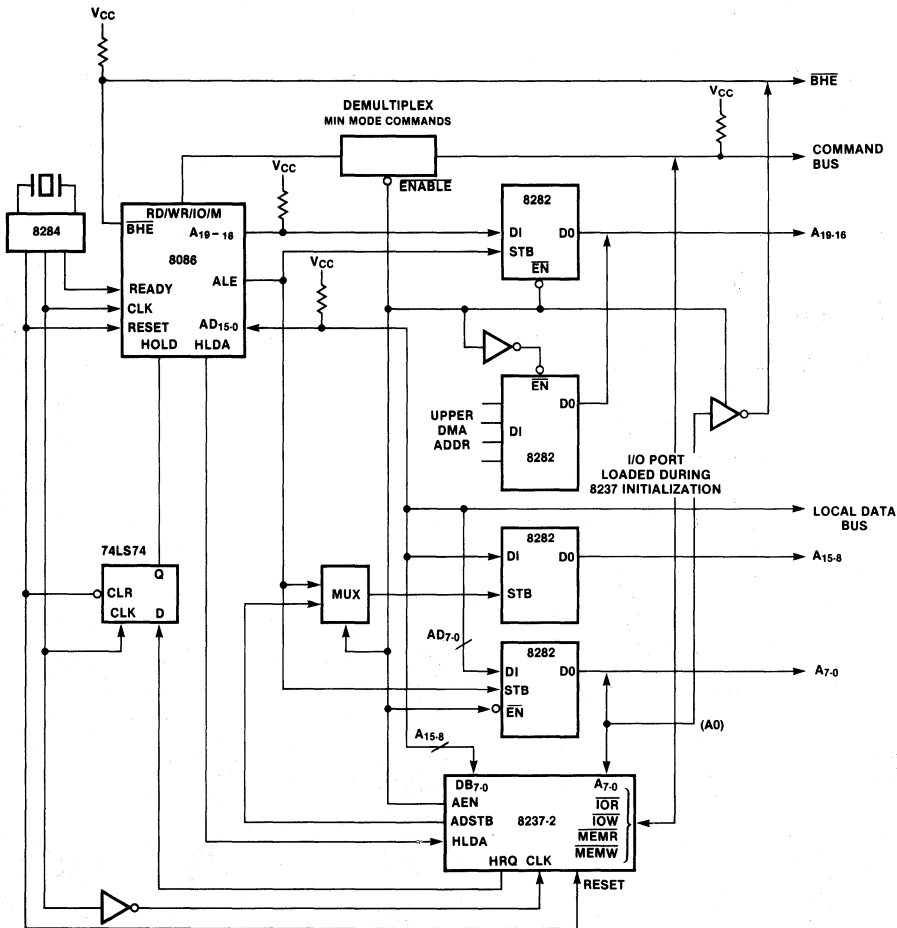 VCC
BHE
VCC
DEMULTIPLEX
MIN MODE COMMANDS
COMMAND
BUS
VCC
ENABLE
8282
8284
RD/WR/IO/M
BHE
A19-16
DI
DO
A19-16
8086
STB
VCC
ALE
EN
READY
CLK
RESET
AD15-0
HOLD
HLDA
EN
DO
UPPER
DMA
ADDR
DI
8282
I/O PORT
LOADED DURING
8237 INITIALIZATION
LOCAL DATA
BUS
8282
74LS74
DI
DO
A15-8
Q
CLR
MUX
STB
CLK
D
AD7-0
8282
DI
DO
A7-0
STB
EN
(A0)
A15-8
DB7-0
A7-0
AEN
IOR
ADSTB
8237-2
IOW
MEMR
HLDA
MEMW
HRQ
CLK
RESET